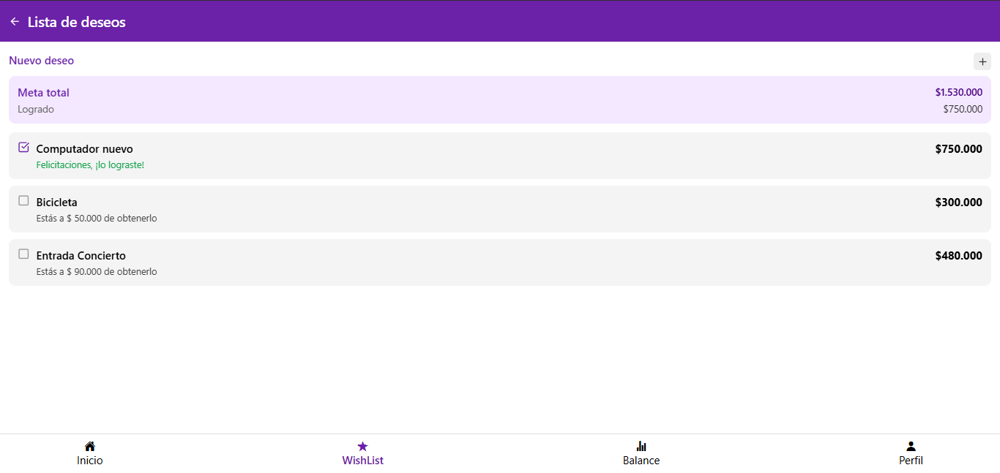 Lista de deseos
Nuevo deseo
Meta total $1.530.000
Logrado $750.000
Computador nuevo $750.000
Felicitaciones, ¡lo lograste!
Bicicleta $300.000
Estás a $ 50.000 de obtenerlo
Entrada Concierto $480.000
Estás a $ 90.000 de obtenerlo
Inicio WishList Balance Perfil